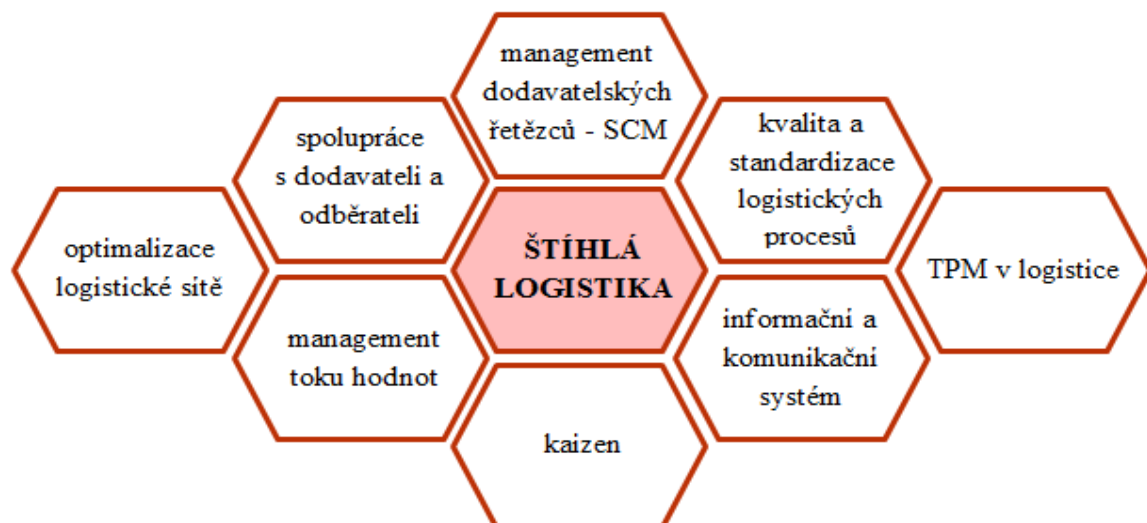 management
dodavatelských
řetězců - SCM
spolupráce
s dodavateli a
odběrateli
kvalita a
standardizace
logistických
procesů
optimalizace
logistické sítě
ŠTÍHLÁ
LOGISTIKA
TPM v logistice
management
toku hodnot
informační a
komunikační
systém
kaizen